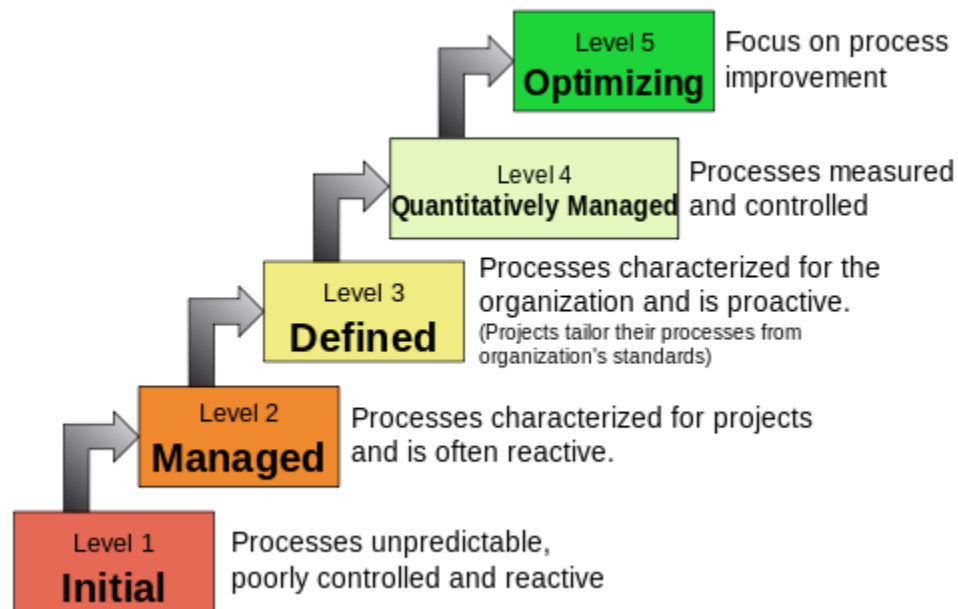 Level 5
Optimizing
Focus on process
improvement
Level 4
Quantitatively Managed
Processes measured
and controlled
Level 3
Defined
Processes characterized for the
organization and is proactive.
(Projects tailor their processes from
organization's standards)
Level 2
Managed
Processes characterized for projects
and is often reactive.
Level 1
Initial
Processes unpredictable,
poorly controlled and reactive